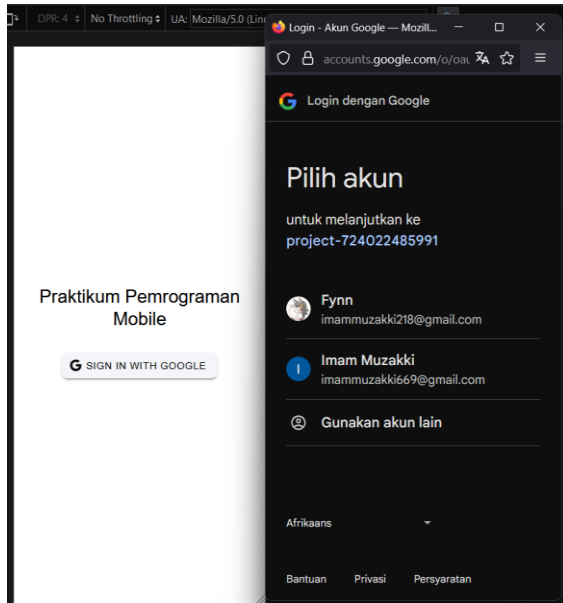 DPR: 4 No Throttling UA: Mozilla/5.0 (Lin
Praktikum Pemrograman
Mobile
G SIGN IN WITH GOOGLE
Login - Akun Google — Mozill...
accounts.google.com/o/oau
Login dengan Google
Pilih akun
untuk melanjutkan ke
project-724022485991
Fynn
imammuzakki218@gmail.com
I
Imam Muzakki
imammuzakki669@gmail.com
Gunakan akun lain
Afrikaans
Bantuan Privasi Persyaratan